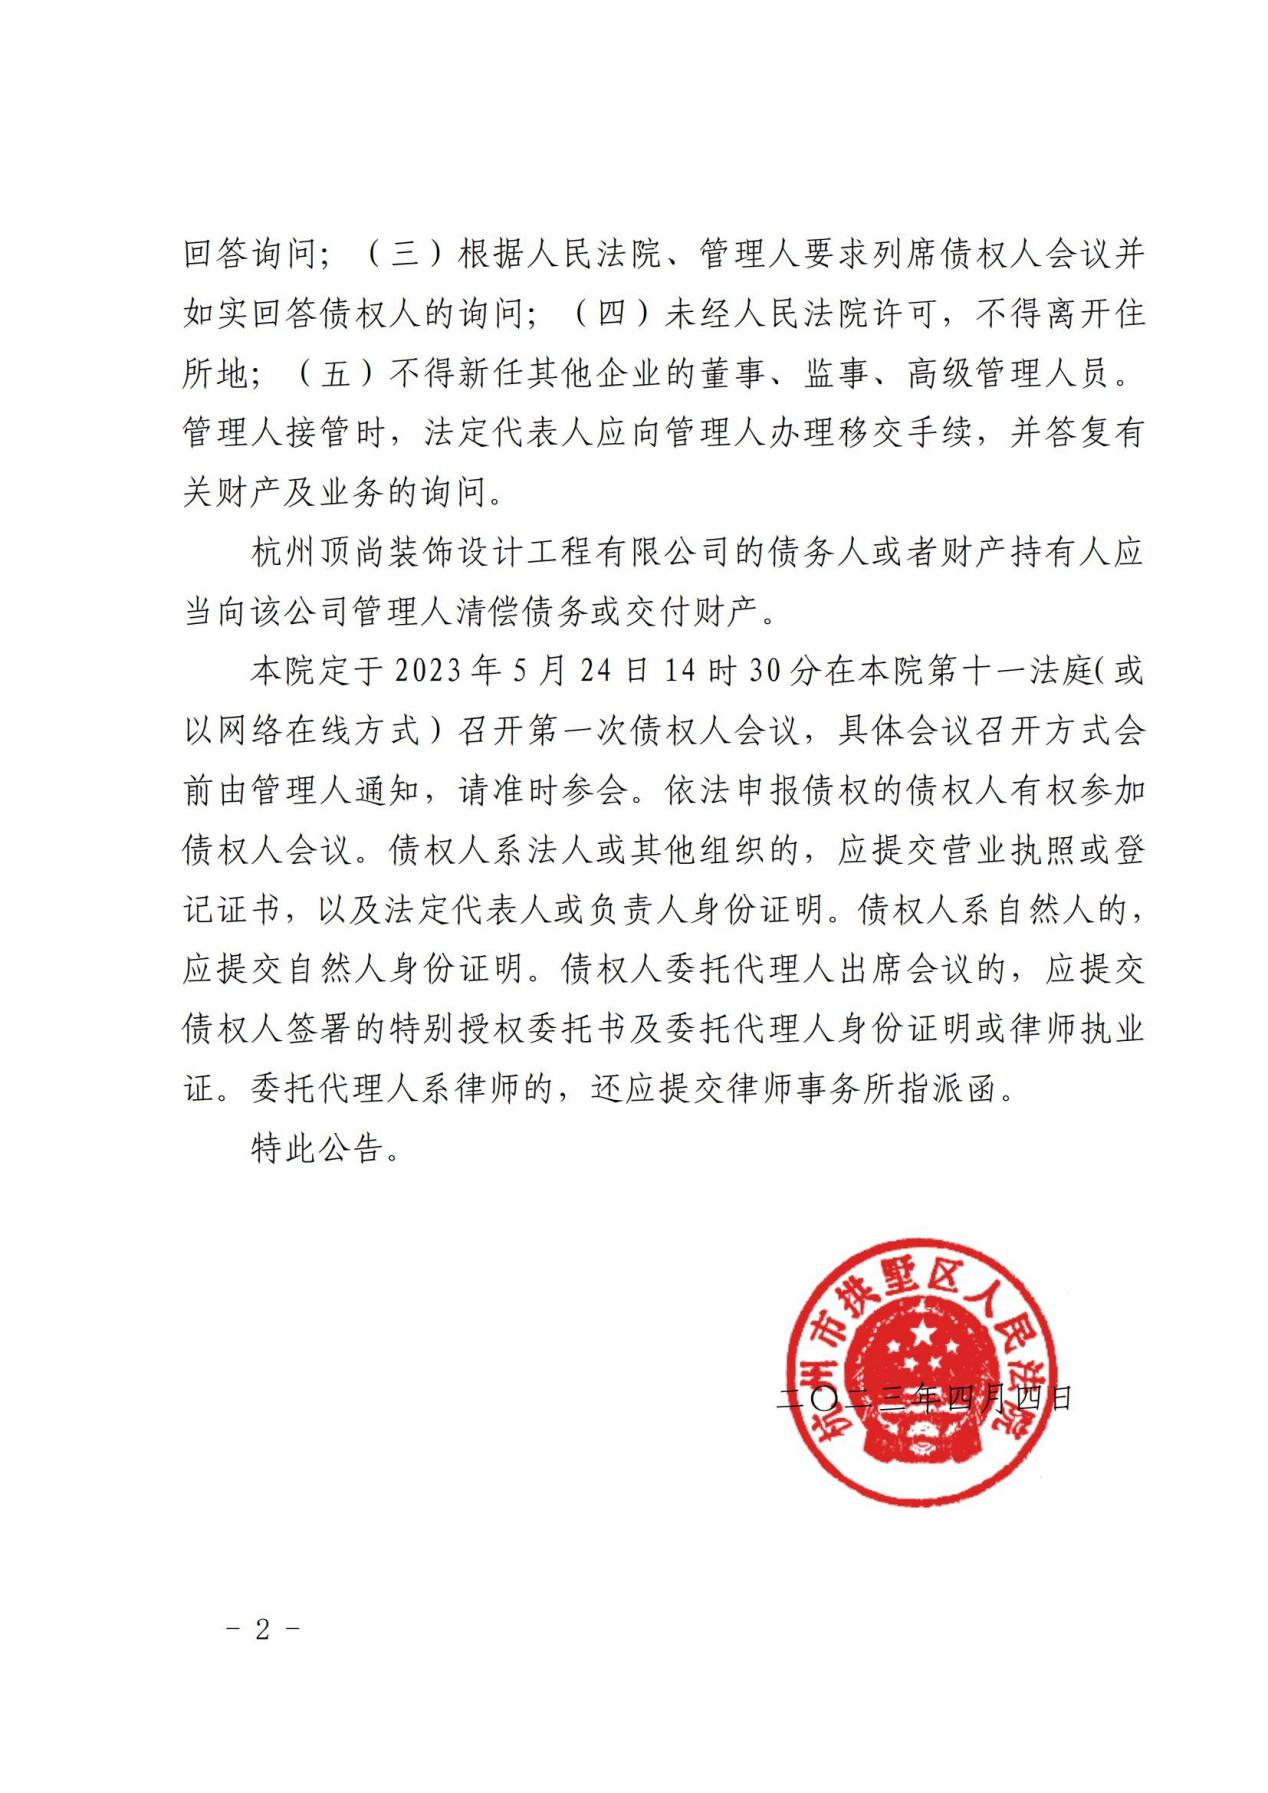 回答询问；（三）根据人民法院、管理人要求列席债权人会议并
如实回答债权人的询问；（四）未经人民法院许可，不得离开住
所地；（五）不得新任其他企业的董事、监事、高级管理人员。
管理人接管时，法定代表人应向管理人办理移交手续，并答复有
关财产及业务的询问。
杭州顶尚装饰设计工程有限公司的债务人或者财产持有人应
当向该公司管理人清偿债务或交付财产。
本院定于2023年5月24日14时30分在本院第十一法庭（或
以网络在线方式）召开第一次债权人会议，具体会议召开方式会
前由管理人通知，请准时参会。依法申报债权的债权人有权参加
债权人会议。债权人系法人或其他组织的，应提交营业执照或登
记证书，以及法定代表人或负责人身份证明。债权人系自然人的，
应提交自然人身份证明。债权人委托代理人出席会议的，应提交
债权人签署的特别授权委托书及委托代理人身份证明或律师执业
证。委托代理人系律师的，还应提交律师事务所指派函。
特此公告。
杭州市拱墅区人民法院
二〇二三年四月四日
- 2 -